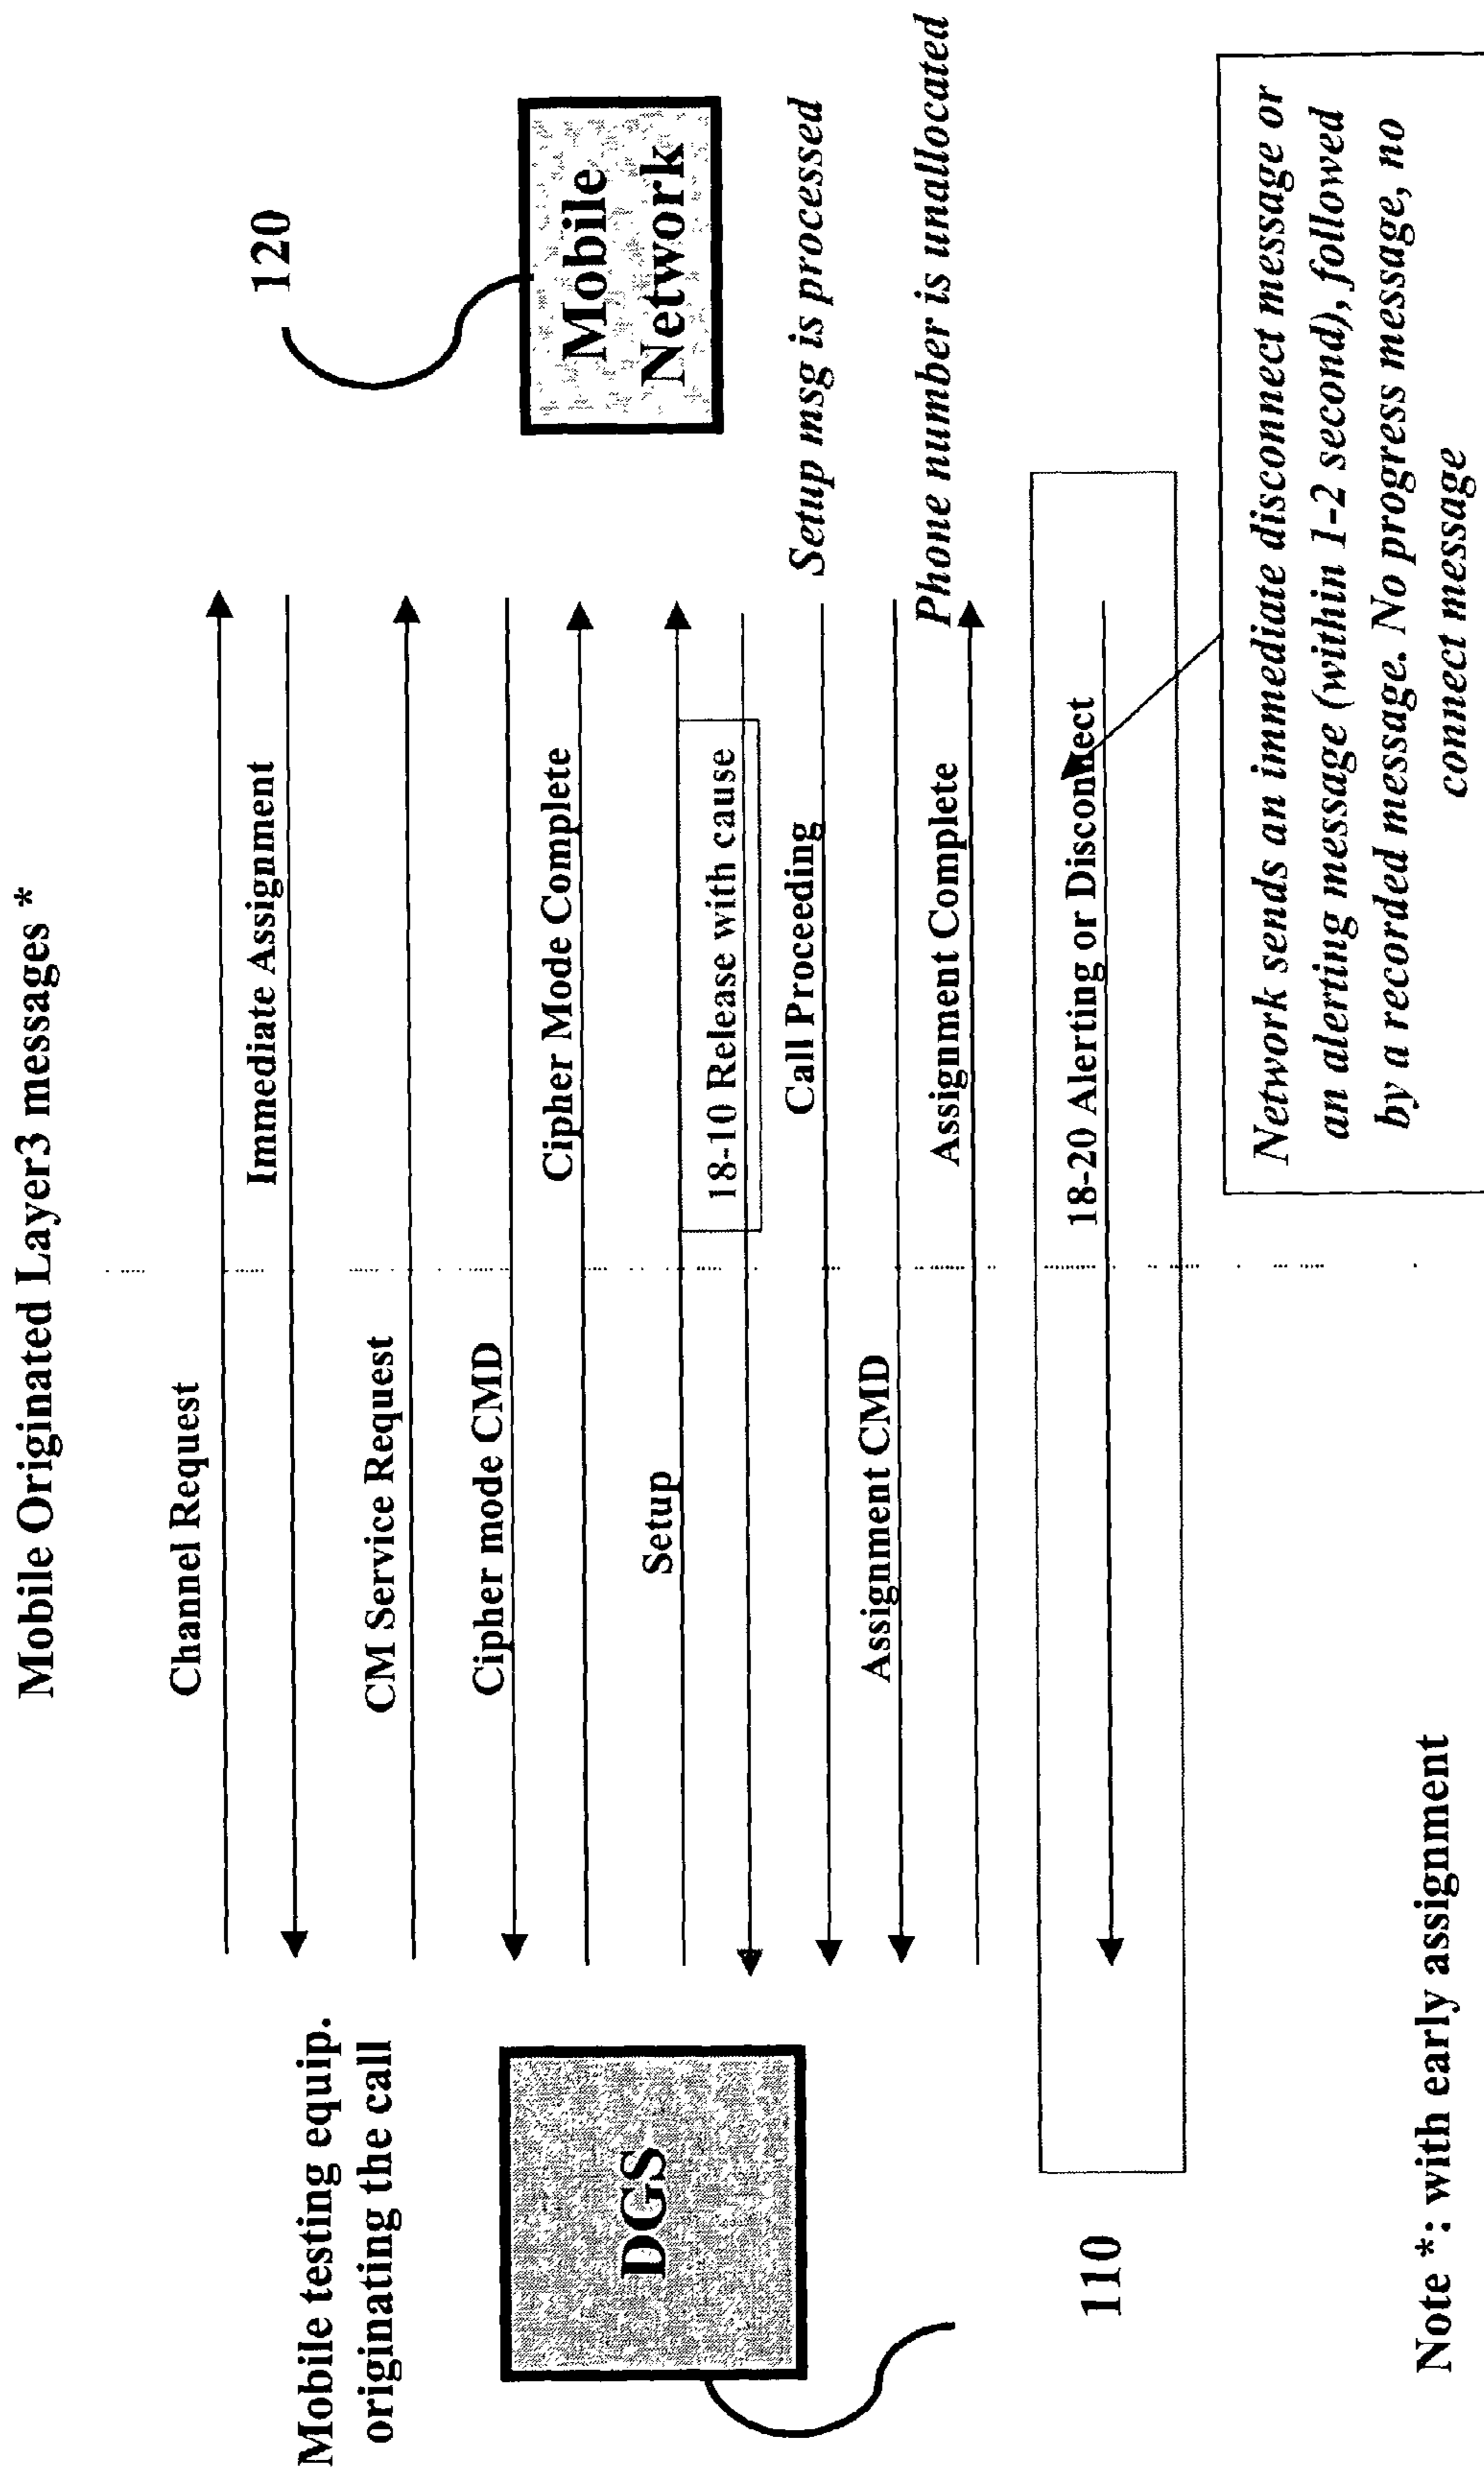 Mobile Originated Layer3 messages *
Channel Request
Immediate Assignment
120
Mobile testing equip.
originating the call
CM Service Request
Cipher mode CMD
Cipher Mode Complete
DGS
Mobile
Network
Setup
18-10 Release with cause
Call Proceeding
Setup msg is processed
Assignment CMD
Assignment Complete
Phone number is unallocated
18-20 Alerting or Disconnect
110
Network sends an immediate disconnect message or
an alerting message (within 1-2 second), followed
by a recorded message. No progress message, no
connect message
Note *: with early assignment